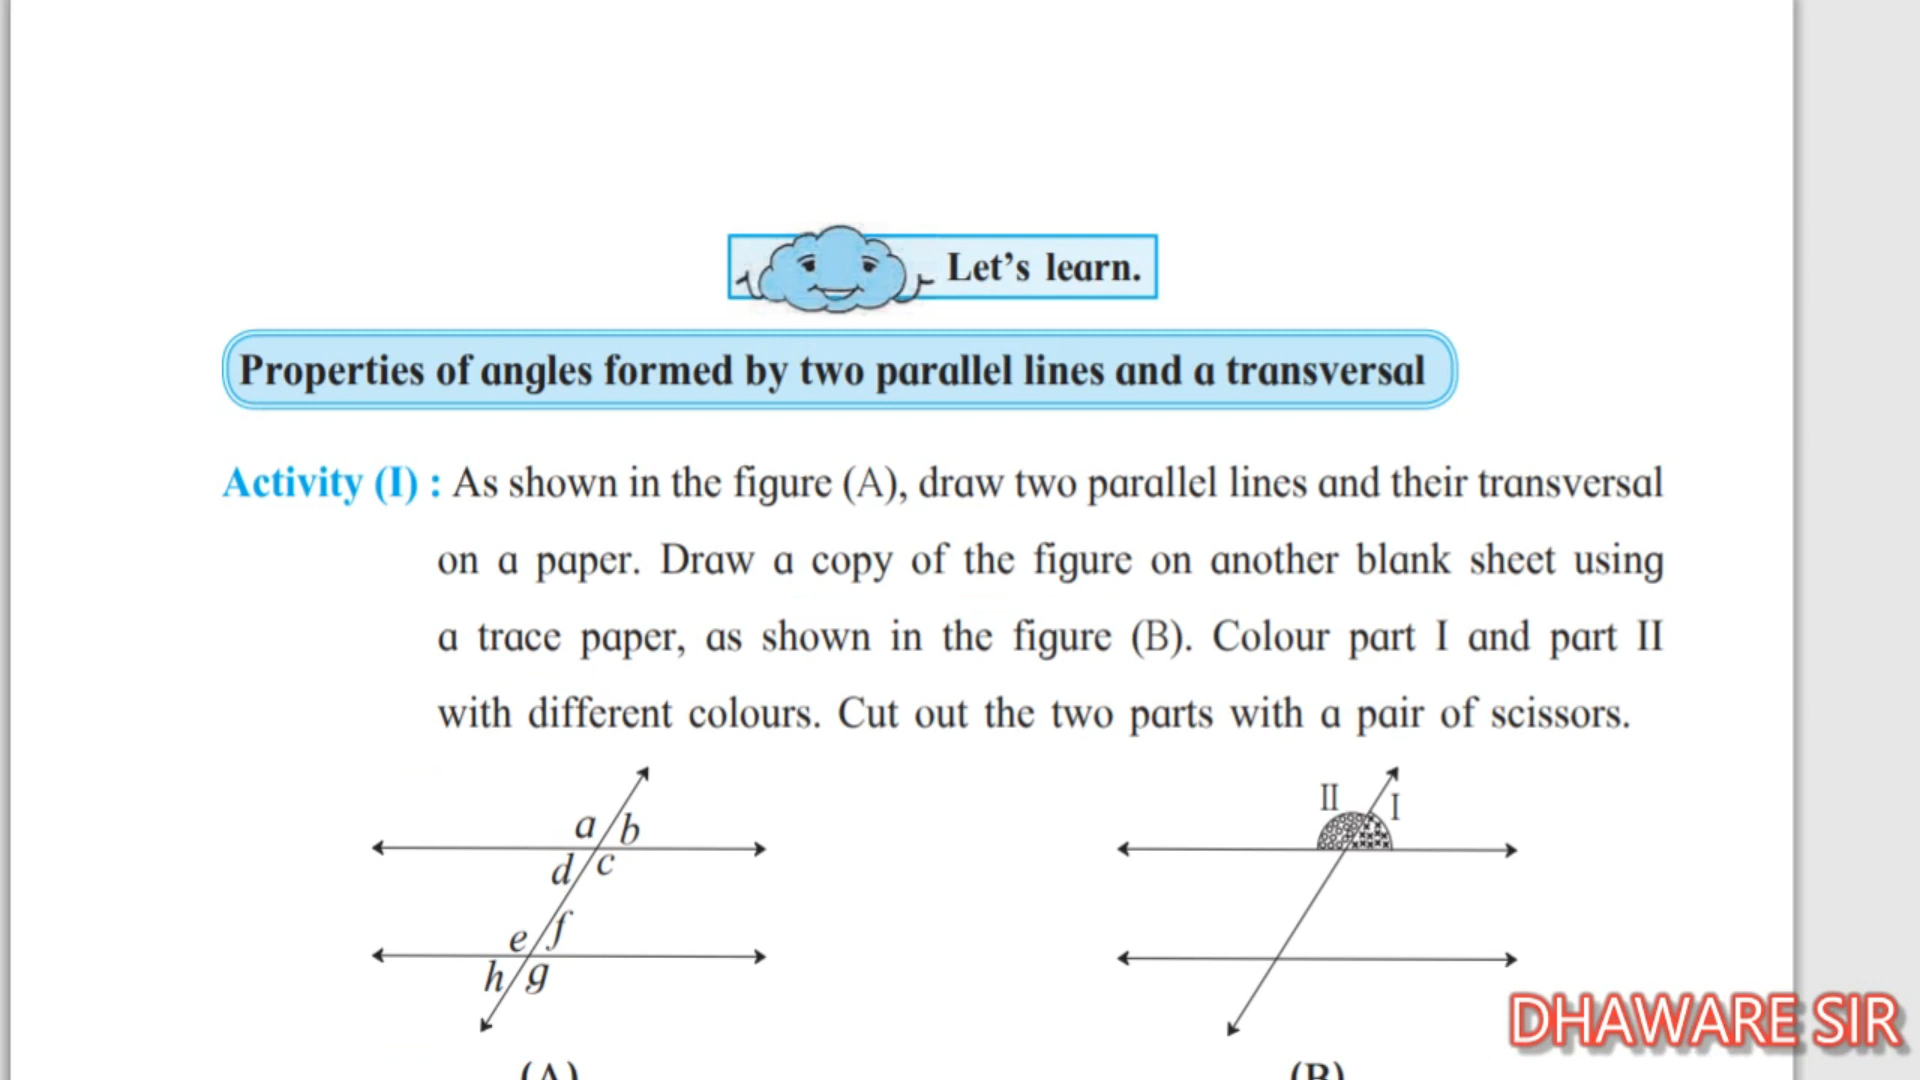 Let's learn.
Properties of angles formed by two parallel lines and a transversal
Activity (I) : As shown in the figure (A), draw two parallel lines and their transversal
on a paper. Draw a copy of the figure on another blank sheet using
a trace paper, as shown in the figure (B). Colour part I and part II
with different colours. Cut out the two parts with a pair of scissors.
a b
d c
e f
h g
II I
(A)
(B)
DHAWARE SIR